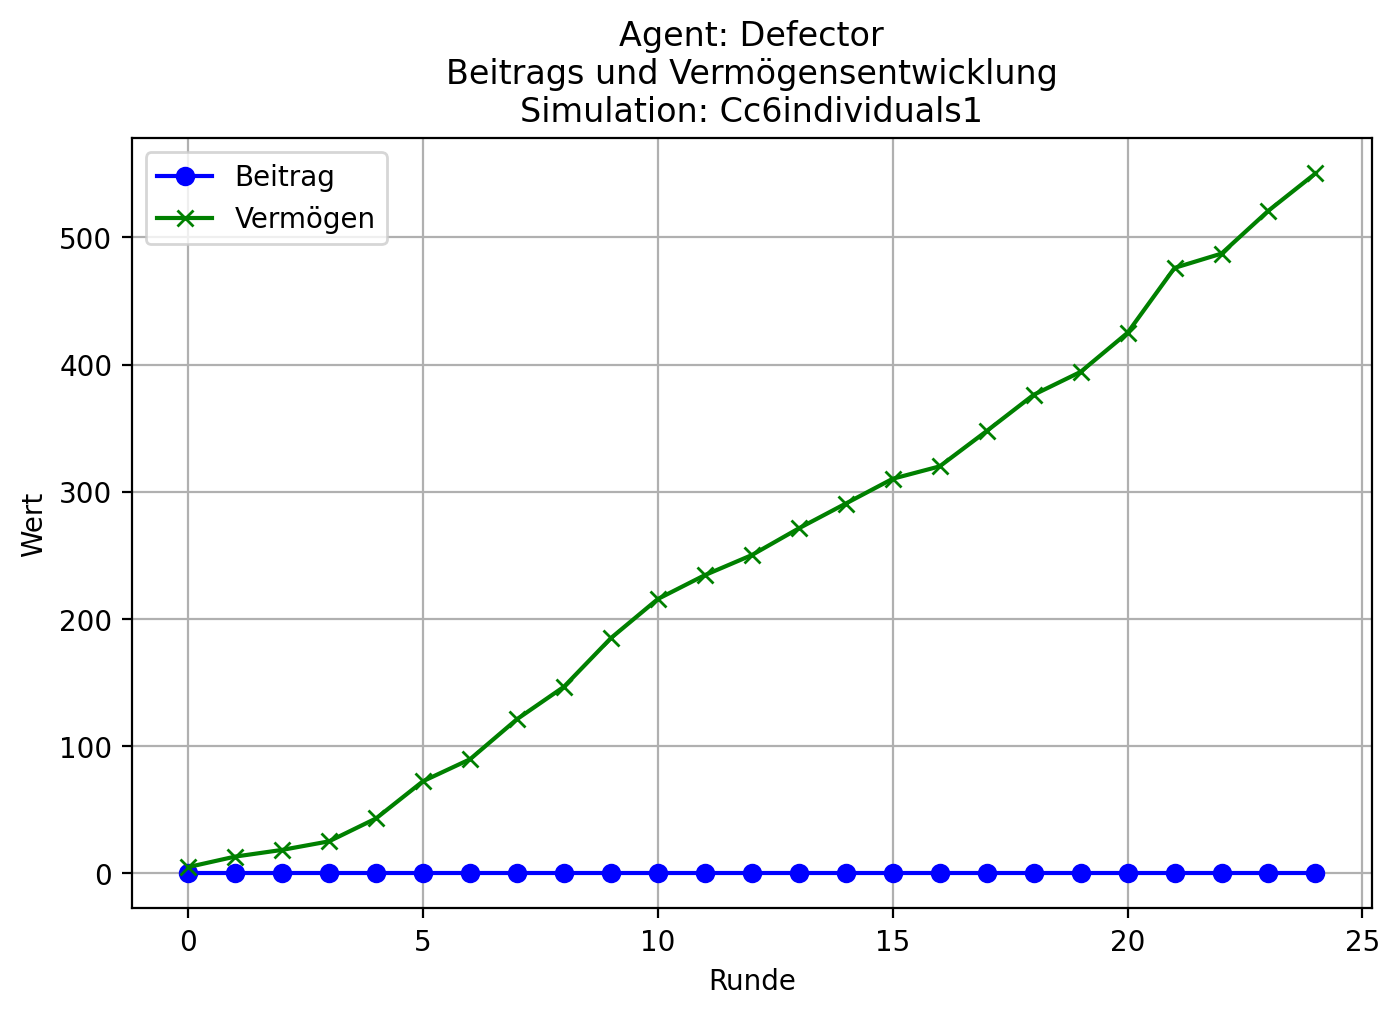 Agent: Defector
Beitrags und Vermögensentwicklung
Simulation: Cc6individuals1
Beitrag
Vermögen
500
400
300
200
100
0
Wert
0 5 10 15 20 25
Runde